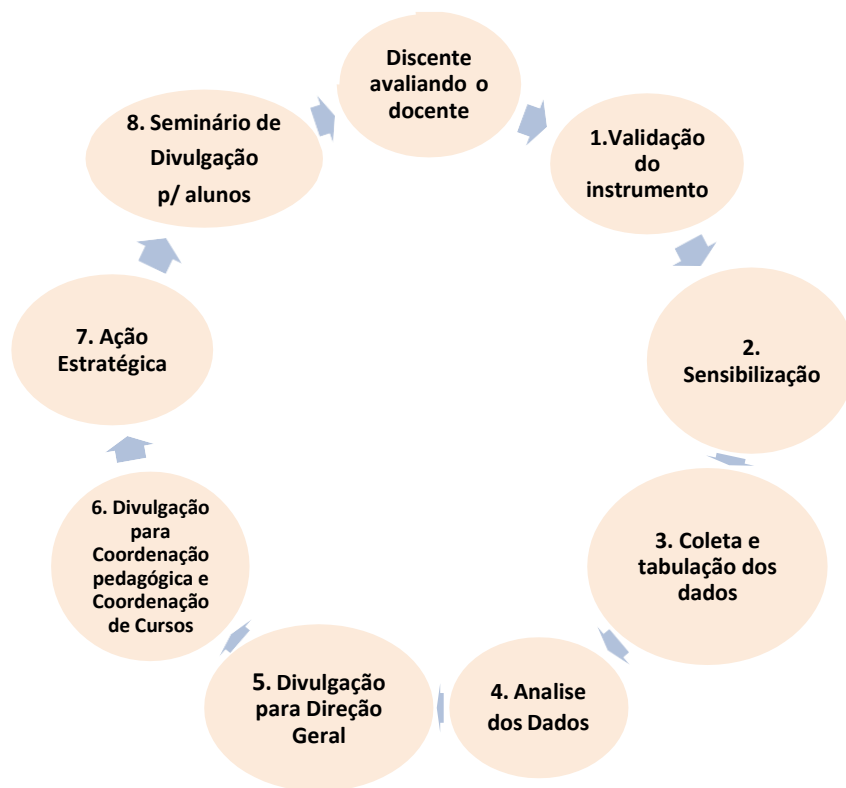 Discente
avaliando o
docente
1.Validação
do
instrumento
2.
Sensibilização
3. Coleta e
tabulação dos
dados
4. Analise
dos Dados
5. Divulgação
para Direção
Geral
6. Divulgação
para
Coordenação
pedagógica e
Coordenação
de Cursos
7. Ação
Estratégica
8. Seminário de
Divulgação
p/ alunos